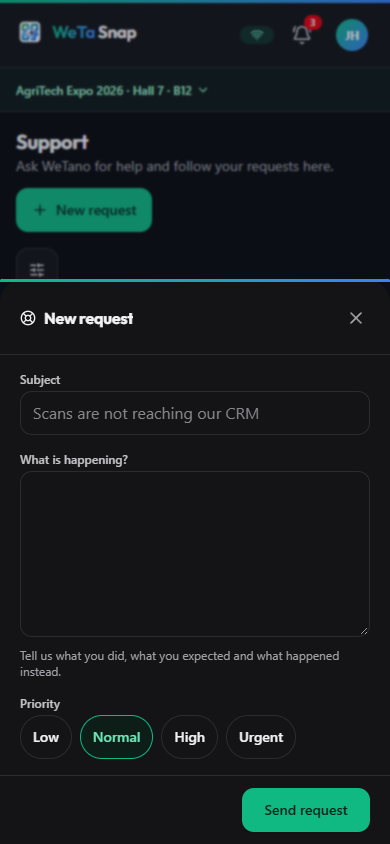 WeTa Snap
3
JH
AgriTech Expo 2026 · Hall 7 · B12
Support
Ask WeTano for help and follow your requests here.
+ New request
New request
Subject
Scans are not reaching our CRM
What is happening?
Tell us what you did, what you expected and what happened
instead.
Priority
Low
Normal
High
Urgent
Send request